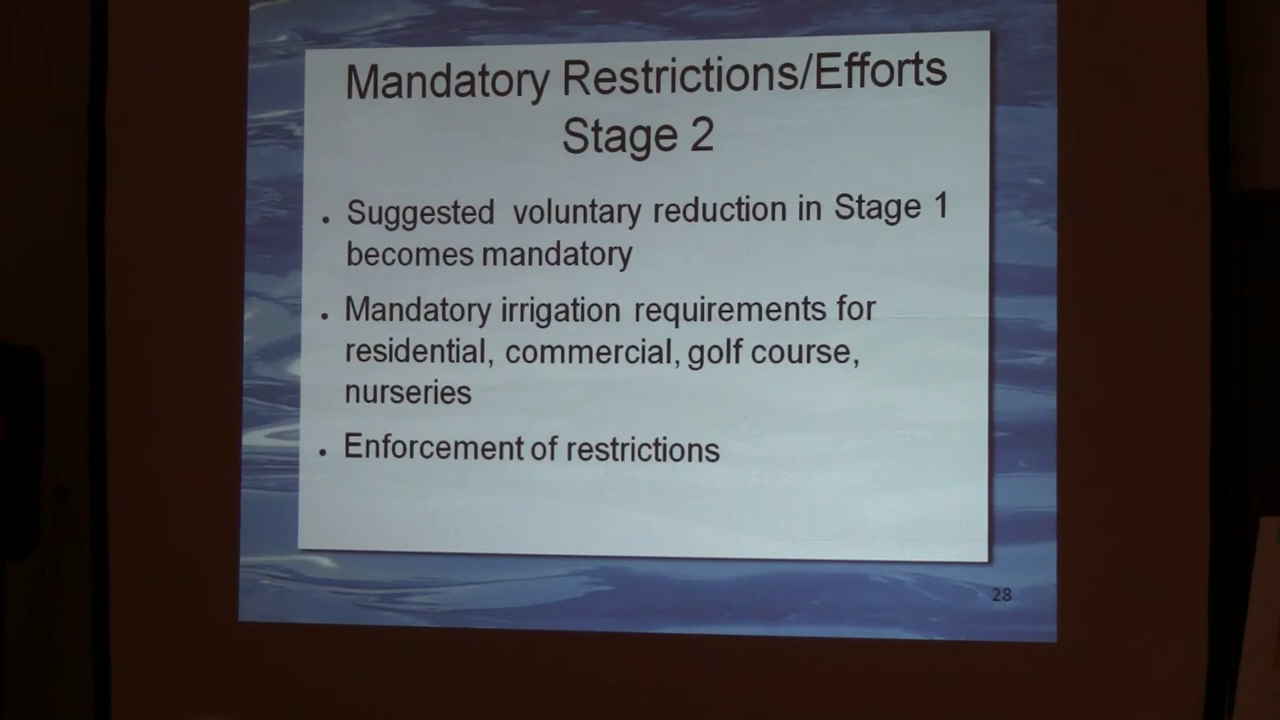 Mandatory Restrictions/Efforts
Stage 2
• Suggested voluntary reduction in Stage 1
becomes mandatory
• Mandatory irrigation requirements for
residential, commercial, golf course,
nurseries
• Enforcement of restrictions
28